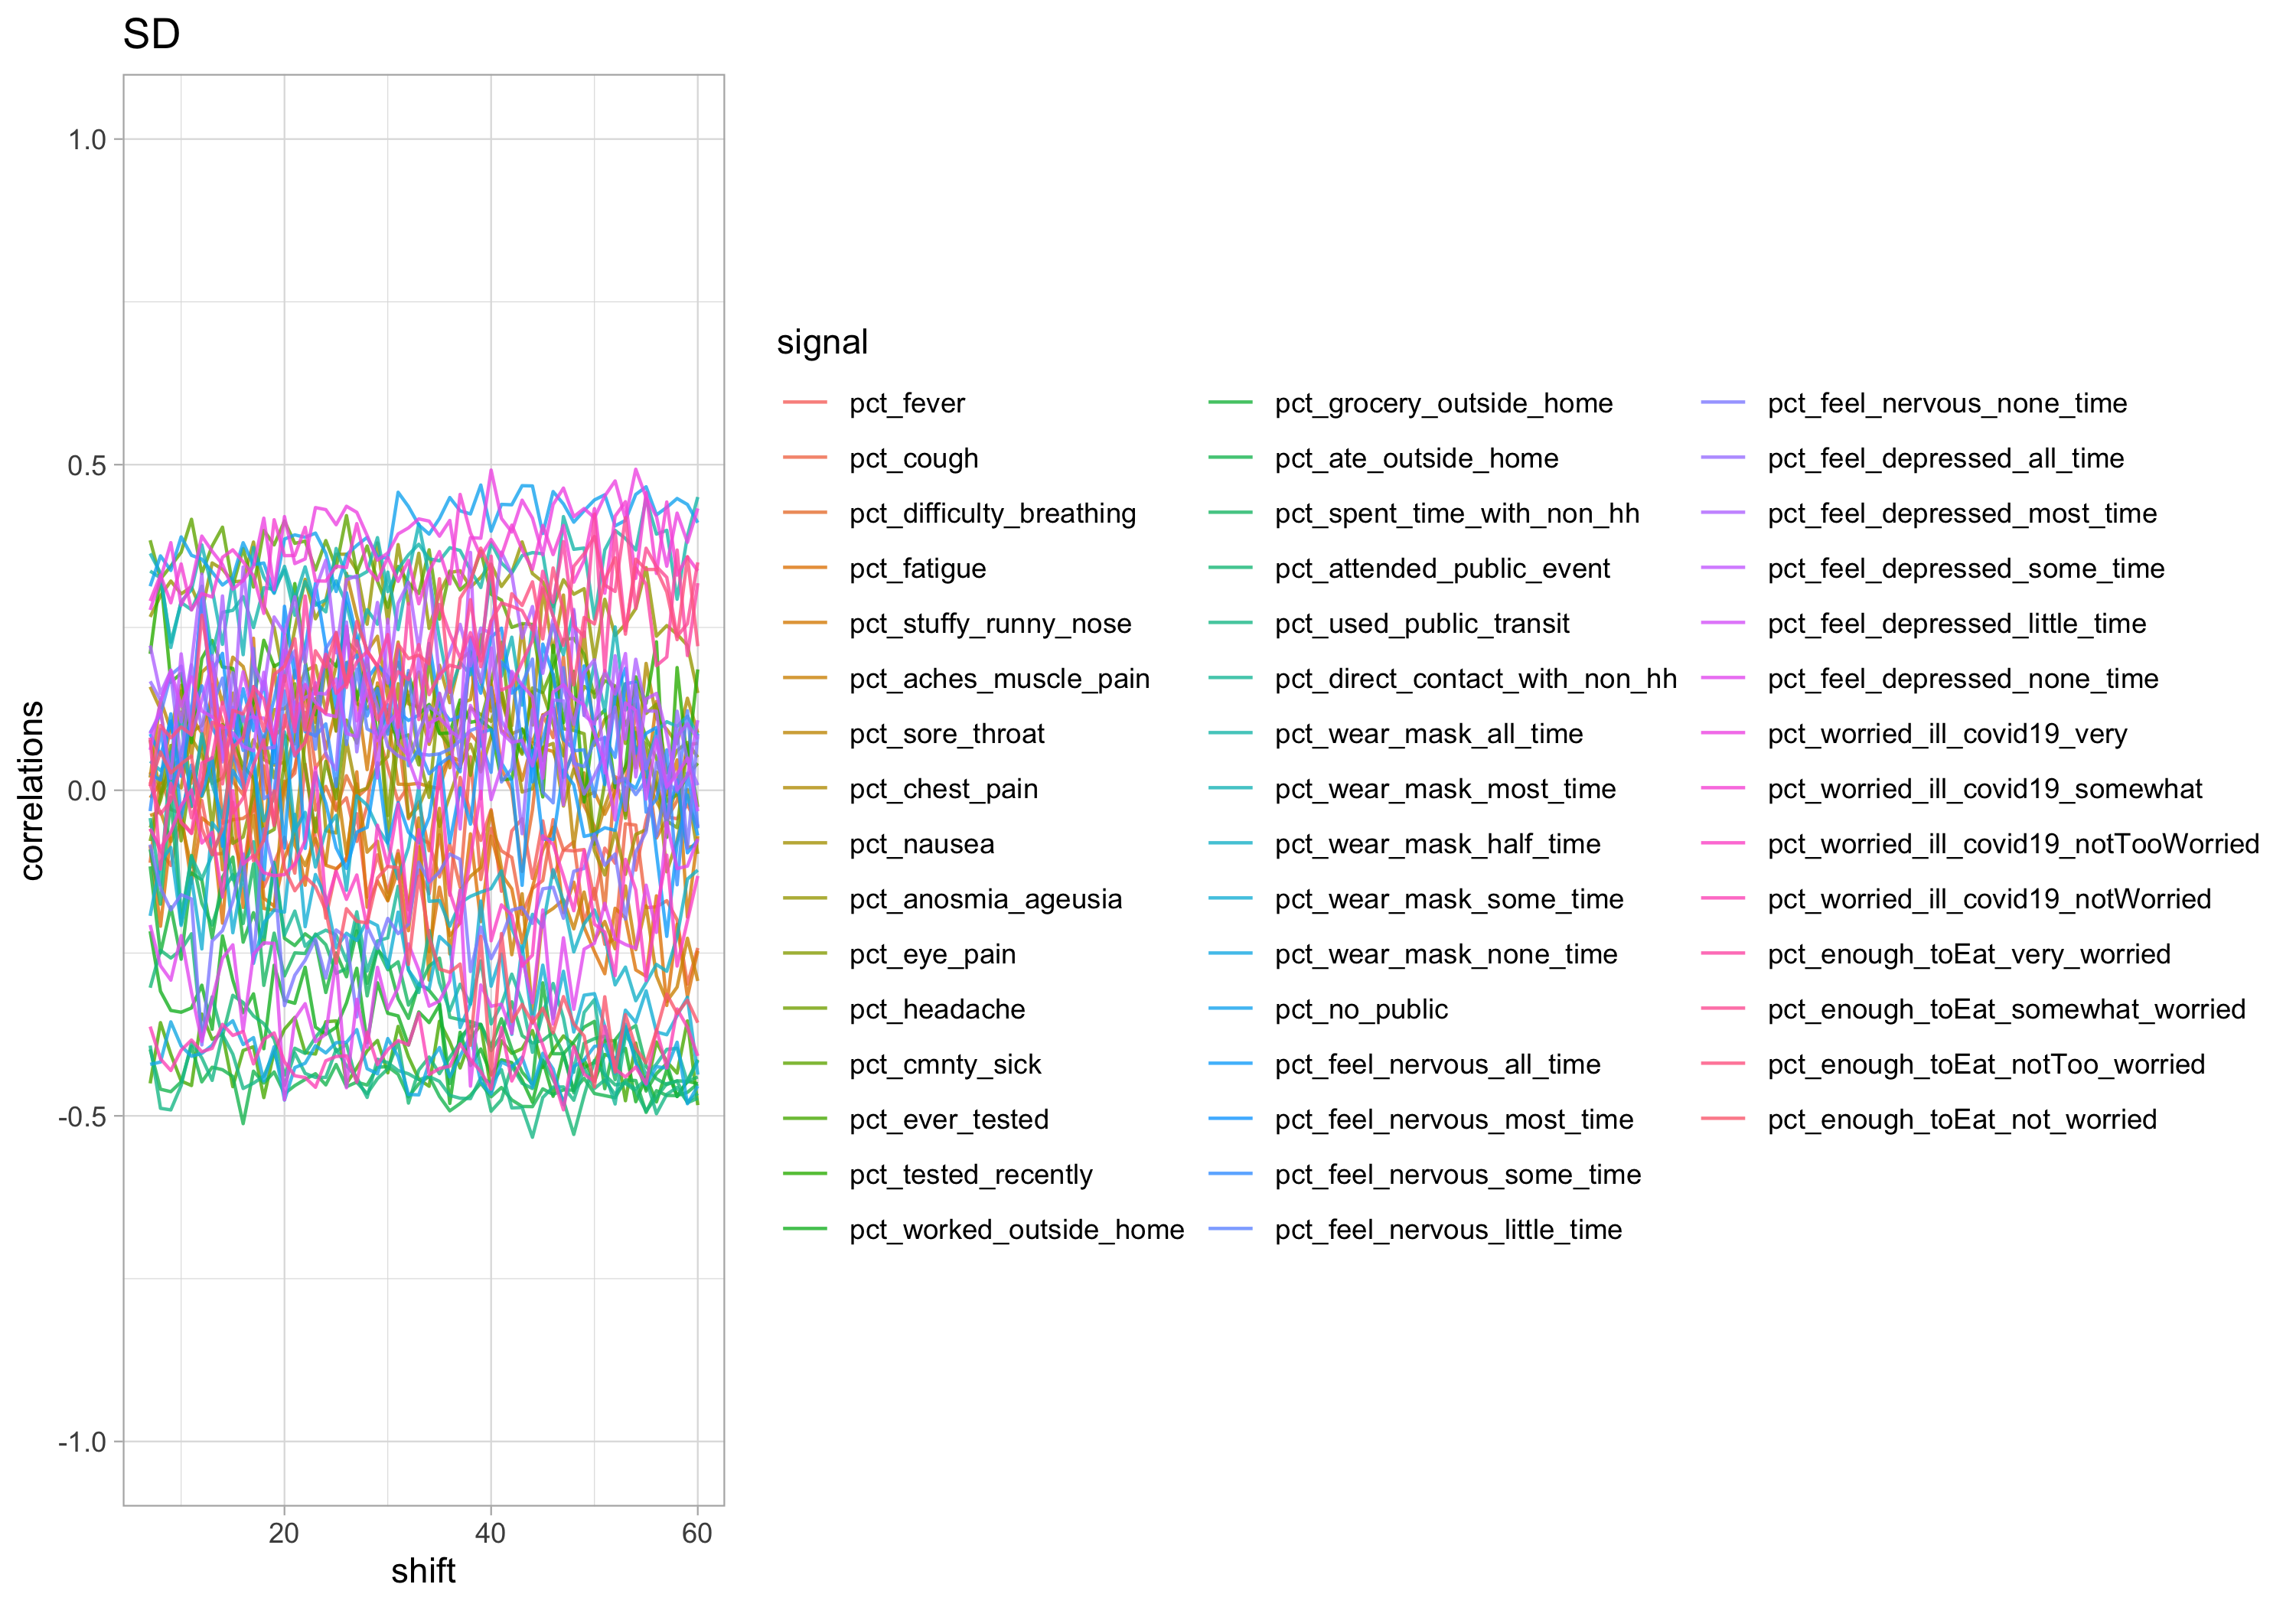 SD
1.0
0.5
0.0
-0.5
-1.0
correlations
20 40 60
shift
signal
pct_fever
pct_cough
pct_difficulty_breathing
pct_fatigue
pct_stuffy_runny_nose
pct_aches_muscle_pain
pct_sore_throat
pct_chest_pain
pct_nausea
pct_anosmia_ageusia
pct_eye_pain
pct_headache
pct_cmnty_sick
pct_ever_tested
pct_tested_recently
pct_worked_outside_home
pct_grocery_outside_home
pct_ate_outside_home
pct_spent_time_with_non_hh
pct_attended_public_event
pct_used_public_transit
pct_direct_contact_with_non_hh
pct_wear_mask_all_time
pct_wear_mask_most_time
pct_wear_mask_half_time
pct_wear_mask_some_time
pct_wear_mask_none_time
pct_no_public
pct_feel_nervous_all_time
pct_feel_nervous_most_time
pct_feel_nervous_some_time
pct_feel_nervous_little_time
pct_feel_nervous_none_time
pct_feel_depressed_all_time
pct_feel_depressed_most_time
pct_feel_depressed_some_time
pct_feel_depressed_little_time
pct_feel_depressed_none_time
pct_worried_ill_covid19_very
pct_worried_ill_covid19_somewhat
pct_worried_ill_covid19_notTooWorried
pct_worried_ill_covid19_notWorried
pct_enough_toEat_very_worried
pct_enough_toEat_somewhat_worried
pct_enough_toEat_notToo_worried
pct_enough_toEat_not_worried